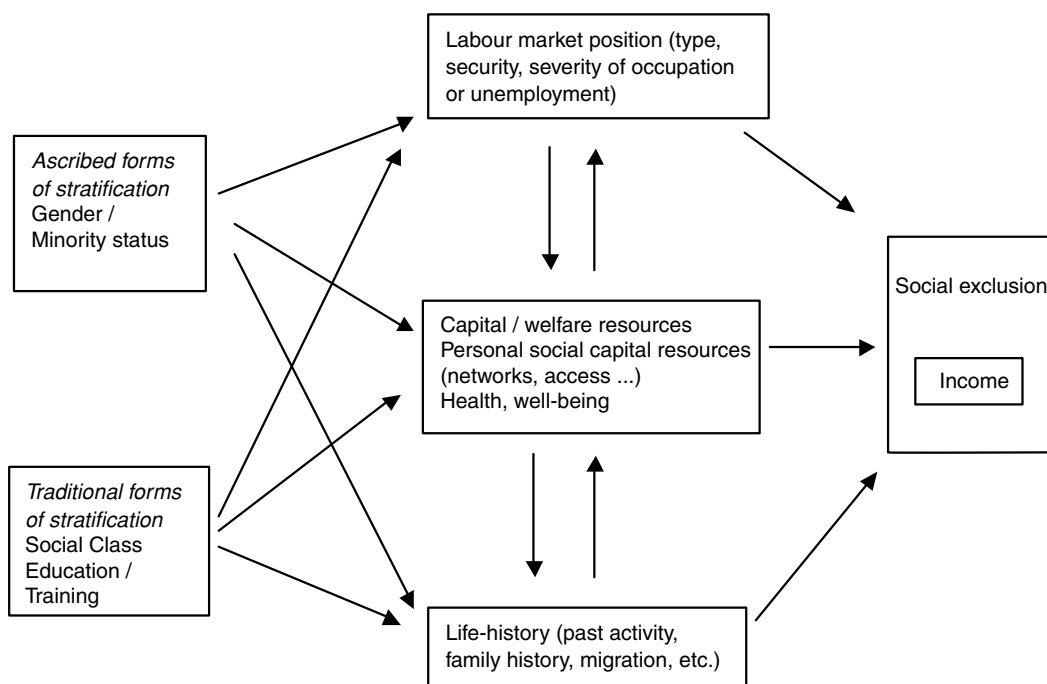 Labour market position (type,
security, severity of occupation
or unemployment)
Ascribed forms
of stratification
Gender /
Minority status
Social exclusion
Income
Capital / welfare resources
Personal social capital resources
(networks, access ...)
Health, well-being
Traditional forms
of stratification
Social Class
Education /
Training
Life-history (past activity,
family history, migration, etc.)